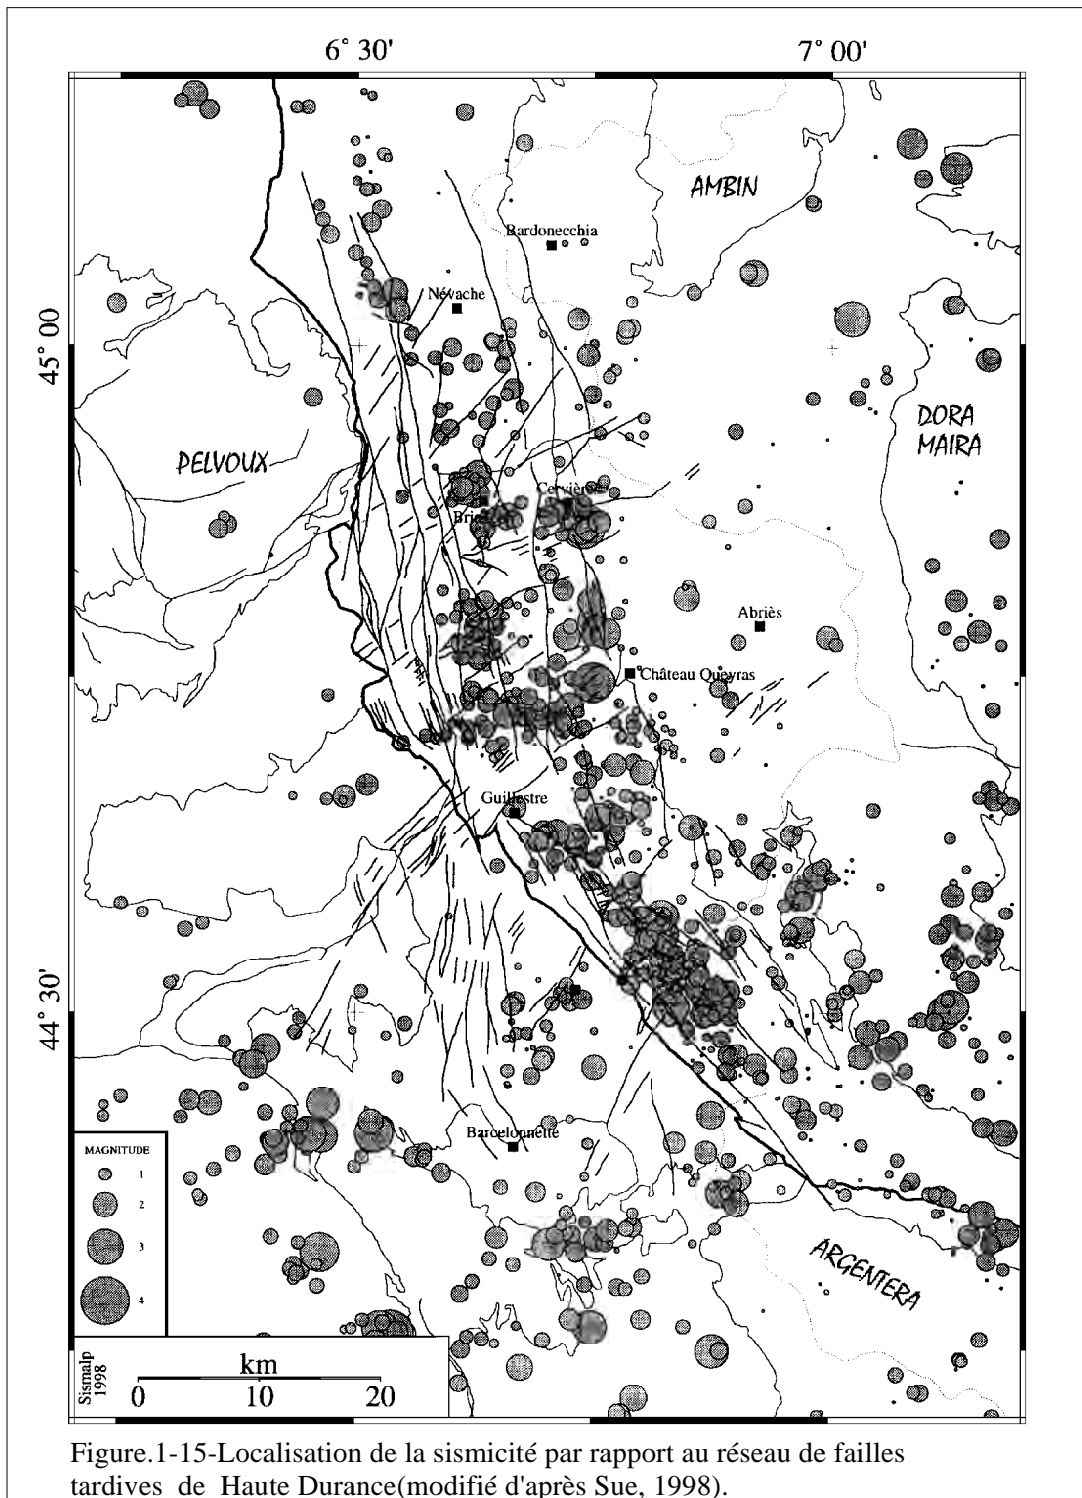 6° 30'
7° 00'
AMBIN
Bardonecchia
Névache
45° 00'
DORA
MAIRA
PELVOUX
Abriès
Château Queyras
Guillestre
44° 30'
Barcelonnette
MAGNITUDE
1
2
3
4
ARGENTERA
Sismalp
1998
km
0 10 20
Figure.1-15-Localisation de la sismicité par rapport au réseau de failles
tardives de Haute Durance(modifié d'après Sue, 1998).